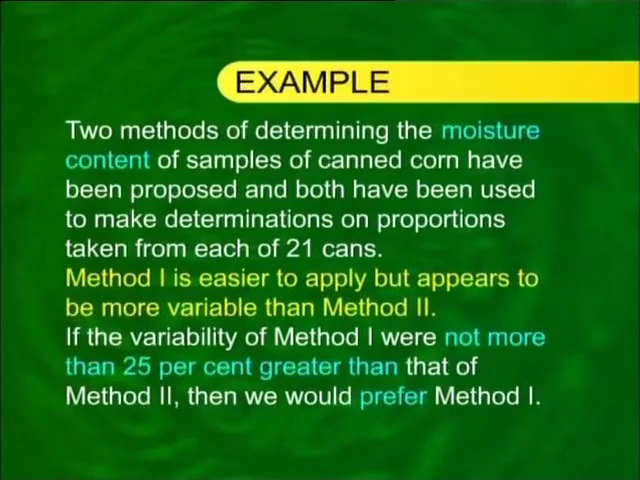 EXAMPLE
Two methods of determining the moisture
content of samples of canned corn have
been proposed and both have been used
to make determinations on proportions
taken from each of 21 cans.
Method I is easier to apply but appears to
be more variable than Method II.
If the variability of Method I were not more
than 25 per cent greater than that of
Method II, then we would prefer Method I.